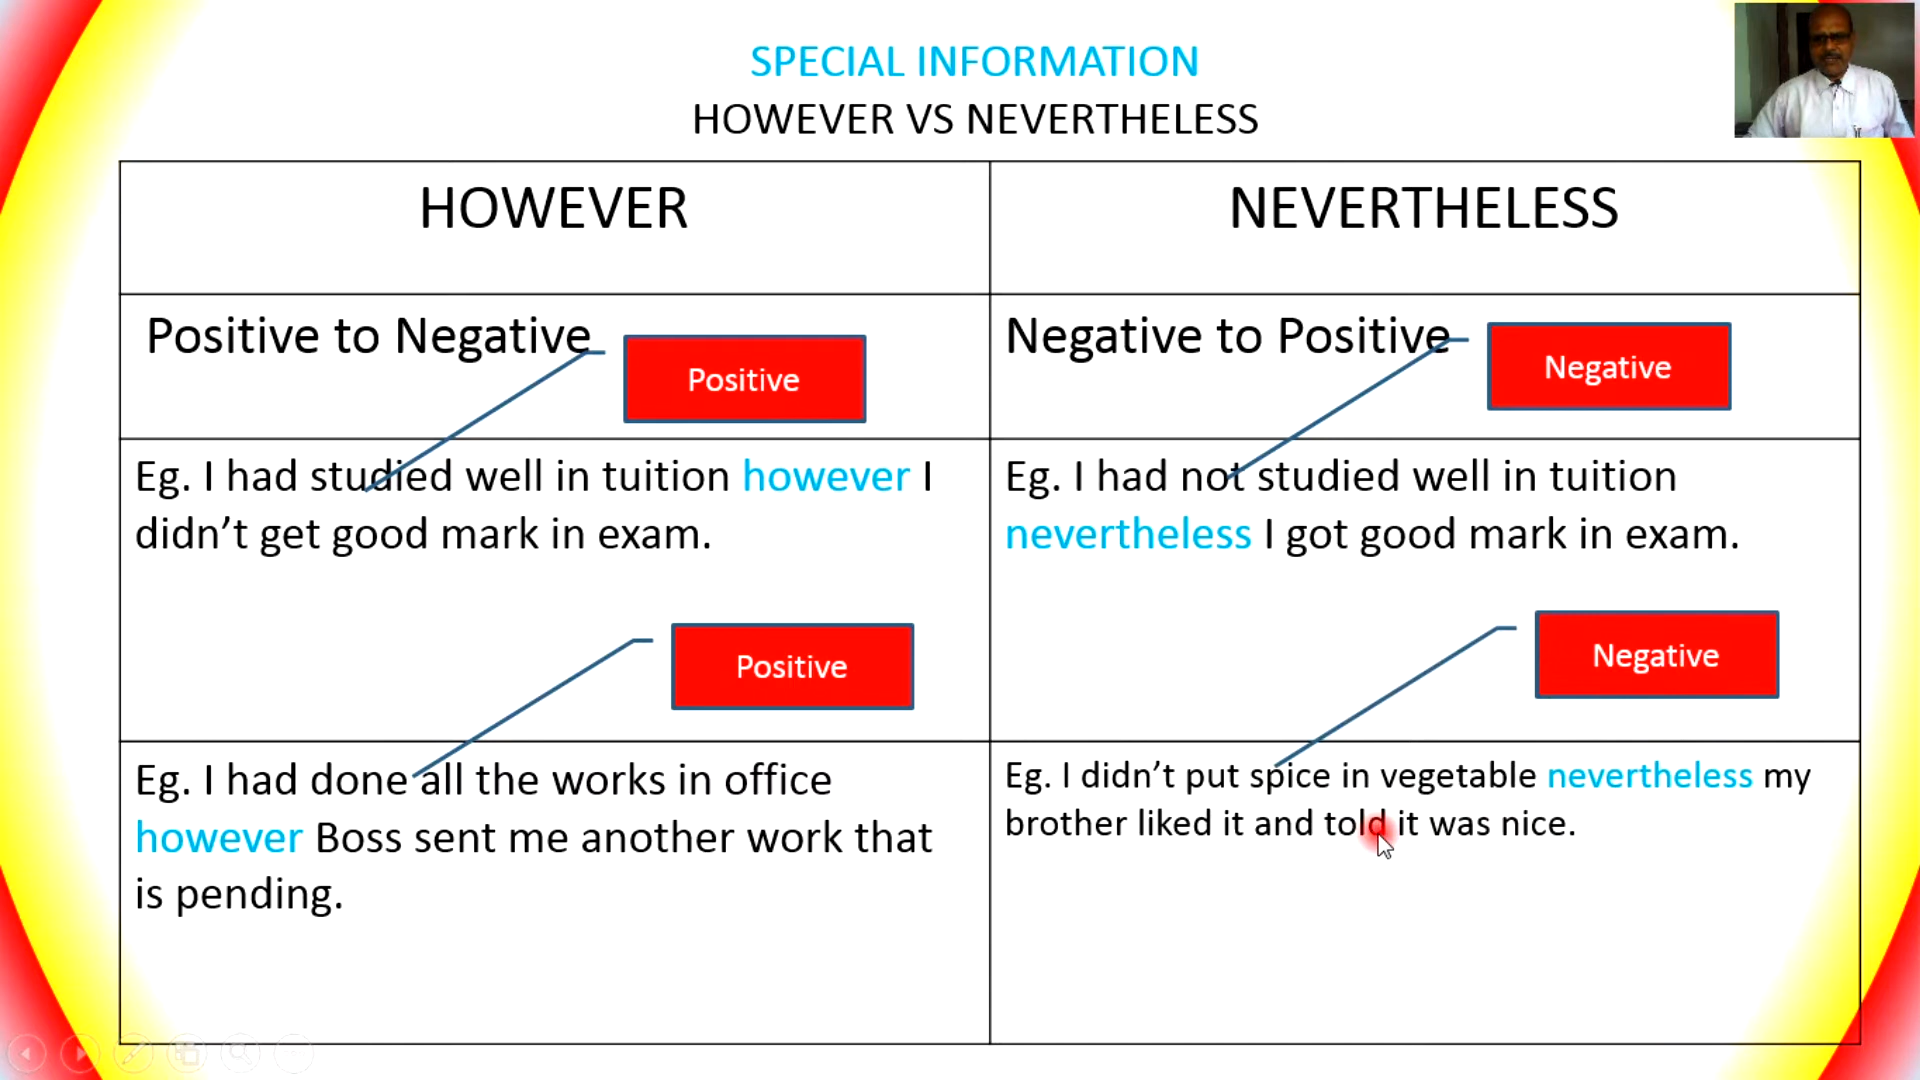 SPECIAL INFORMATION
HOWEVER VS NEVERTHELESS
HOWEVER
NEVERTHELESS
Positive to Negative
Positive
Negative to Positive
Negative
Eg. I had studied well in tuition however I
didn’t get good mark in exam.
Positive
Eg. I had not studied well in tuition
nevertheless I got good mark in exam.
Negative
Eg. I had done all the works in office
however Boss sent me another work that
is pending.
Eg. I didn’t put spice in vegetable nevertheless my
brother liked it and told it was nice.